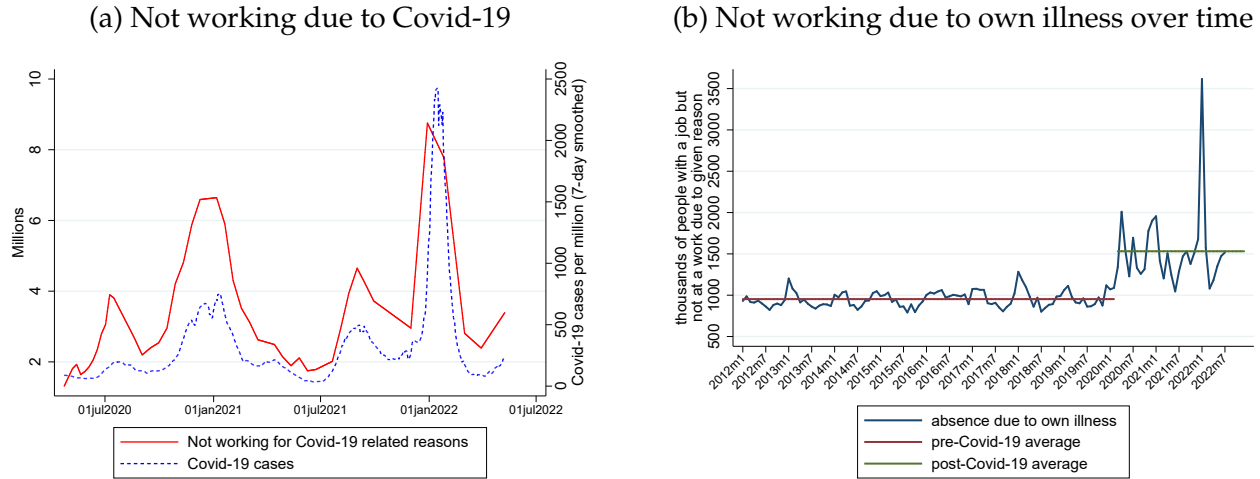 (a) Not working due to Covid-19
10
8
6
4
2
Millions
2500
2000
1500
1000
500
0
Covid-19 cases per million (7-day smoothed)
01jul2020
01jan2021
01jul2021
01jan2022
01jul2022
Not working for Covid-19 related reasons
Covid-19 cases
(b) Not working due to own illness over time
thousands of people with a job but
not at a work due to given reason
3500
3000
2500
2000
1500
1000
500
2012m1
2012m7
2013m1
2013m7
2014m1
2014m7
2015m1
2015m7
2016m1
2016m7
2017m1
2017m7
2018m1
2018m7
2019m1
2019m7
2020m1
2020m7
2021m1
2021m7
2022m1
2022m7
absence due to own illness
pre-Covid-19 average
post-Covid-19 average